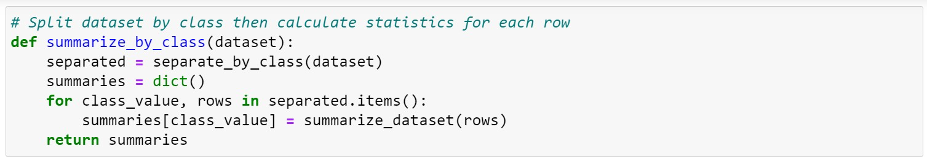 # Split dataset by class then calculate statistics for each row
def summarize_by_class(dataset):
    separated = separate_by_class(dataset)
    summaries = dict()
    for class_value, rows in separated.items():
        summaries[class_value] = summarize_dataset(rows)
    return summaries